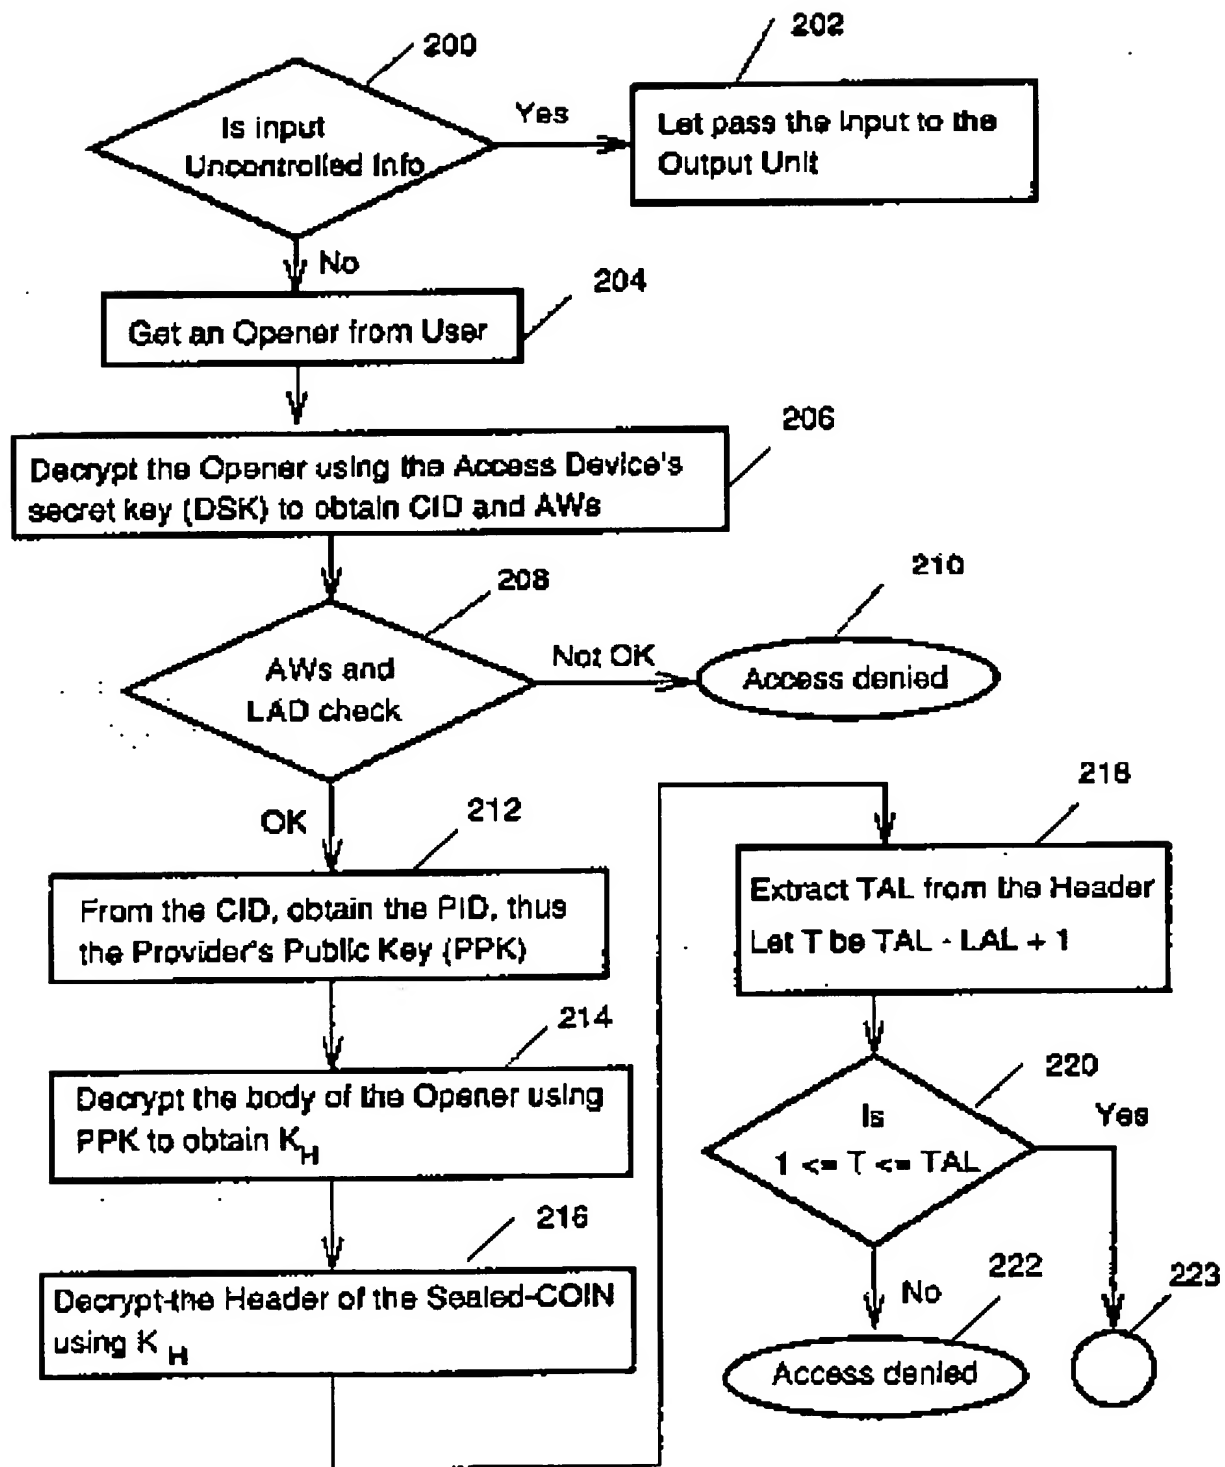 200
202
Is input
Uncontrolled Info
Yes
Let pass the input to the
Output Unit
No
204
Get an Opener from User
206
Decrypt the Opener using the Access Device's
secret key (DSK) to obtain CID and AWs
208
210
AWs and
LAD check
Not OK
Access denied
OK
212
From the CID, obtain the PID, thus
the Provider's Public Key (PPK)
214
Decrypt the body of the Opener using
PPK to obtain K_H
216
Decrypt the Header of the Sealed-COIN
using K_H
218
Extract TAL from the Header
Let T be TAL - LAL + 1
220
Is
1 <= T <= TAL
Yes
No
222
Access denied
223